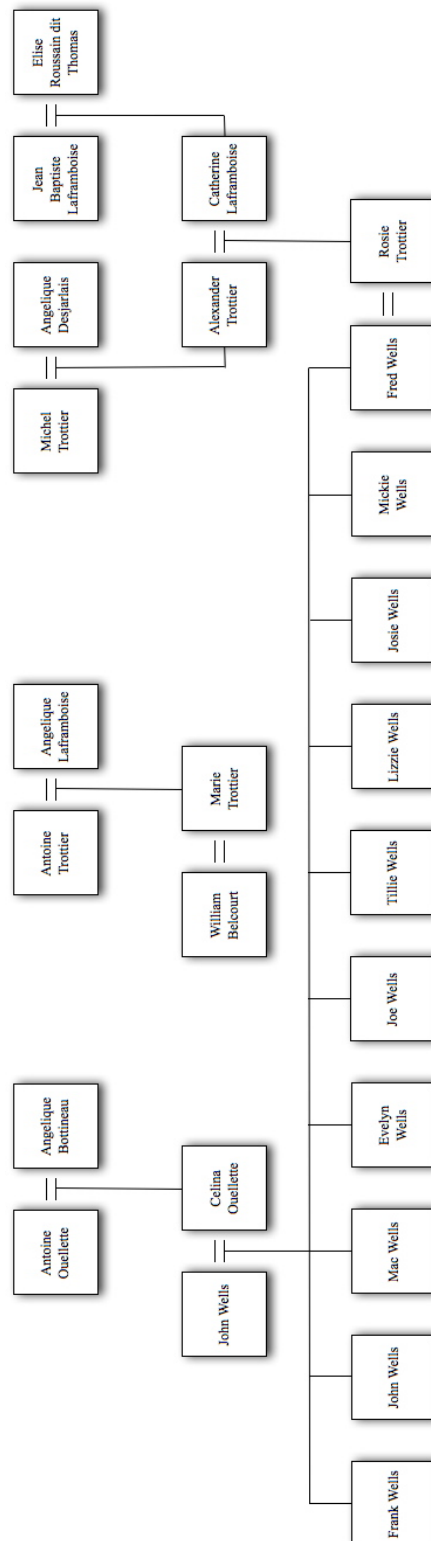 Antoine
Ouellette
Angelique
Bottineau
Antoine
Trottier
Angelique
Laframboise
Michel
Trottier
Angelique
Desjarlais
Jean
Baptiste
Laframboise
Elise
Roussain dit
Thomas
John Wells
Celina
Ouellette
William
Belcourt
Marie
Trottier
Alexander
Trottier
Catherine
Laframboise
Frank Wells
John Wells
Mac Wells
Evelyn
Wells
Joe Wells
Tillie Wells
Lizzie Wells
Josie Wells
Mickie
Wells
Fred Wells
Rosie
Trottier